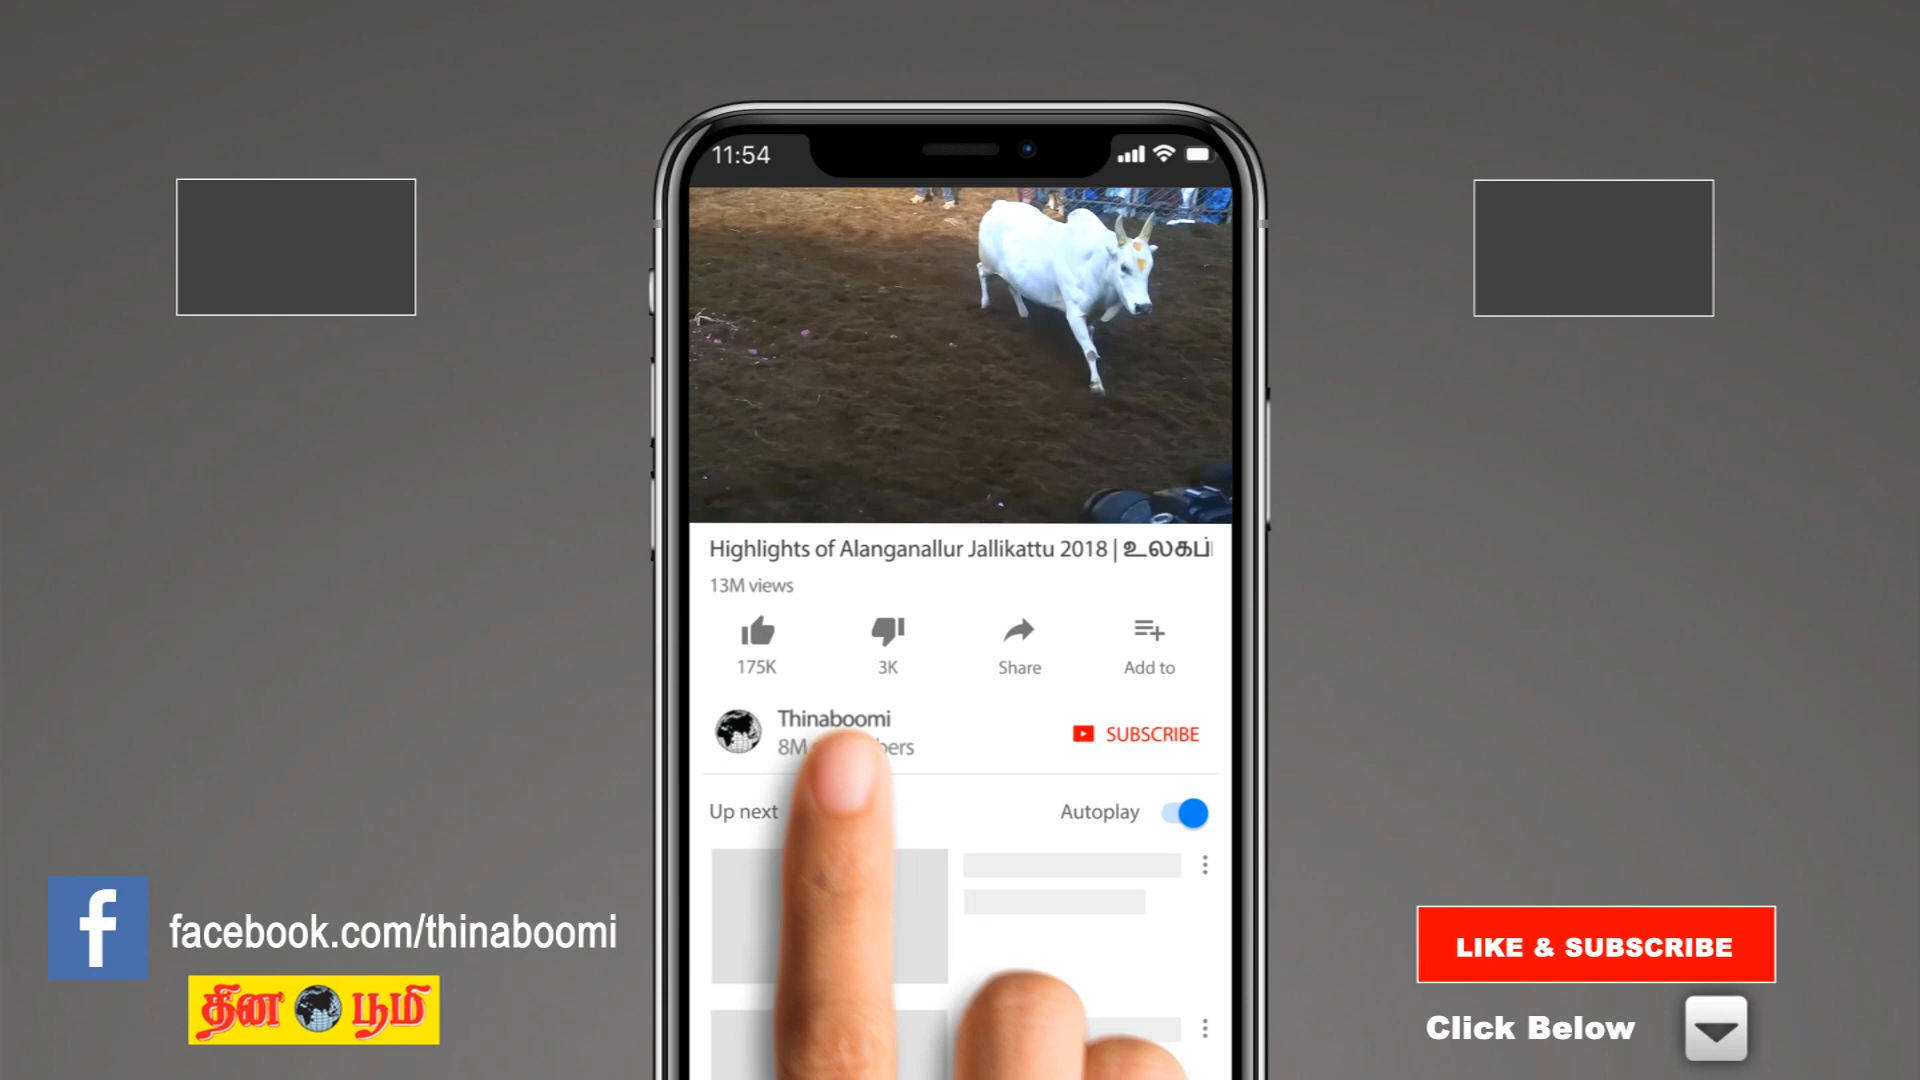 11:54
Highlights of Alanganallur Jallikattu 2018 | உலகப்
13M views
175K
3K
Share
Add to
Thinaboomi
8M
SUBSCRIBE
Up next
Autoplay
facebook.com/thinaboomi
தின பூமி
LIKE & SUBSCRIBE
Click Below